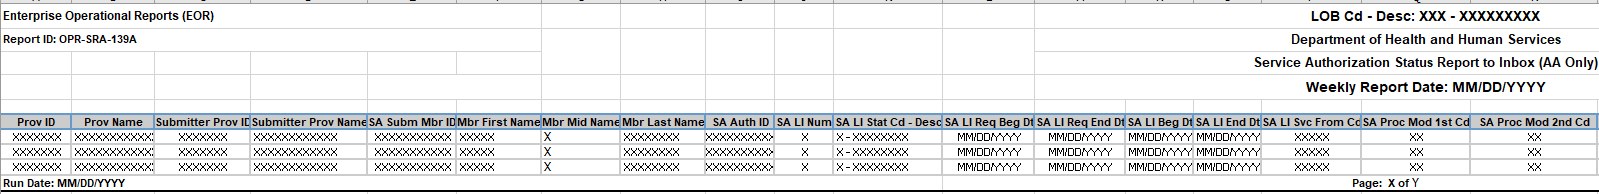 Enterprise Operational Reports (EOR) LOB Cd - Desc: XXX - XXXXXXXXX
Report ID: OPR-SRA-139A Department of Health and Human Services
Service Authorization Status Report to Inbox (AA Only)
Weekly Report Date: MM/DD/YYYY
Prov ID Prov Name Submitter Prov ID Submitter Prov Name SA Subm Mbr ID Mbr First Name Mbr Mid Name Mbr Last Name SA Auth ID SA LI Num SA LI Stat Cd - Desc SA LI Req Beg Dt SA LI Req End Dt SA LI Beg Dt SA LI End Dt SA LI Svc From Cd SA Proc Mod 1st Cd SA Proc Mod 2nd Cd
XXXXXXX XXXXXXXXXXX XXXXXXX XXXXXXXXXXX XXXXXXXX XXXXX X XXXXXXXX XXXXXXXXXX X X - XXXXXXXXX MM/DD/YYYY MM/DD/YYYY MM/DD/YYYY MM/DD/YYYY XXXXX XX XX
XXXXXXX XXXXXXXXXXX XXXXXXX XXXXXXXXXXX XXXXXXXX XXXXX X XXXXXXXX XXXXXXXXXX X X - XXXXXXXXX MM/DD/YYYY MM/DD/YYYY MM/DD/YYYY MM/DD/YYYY XXXXX XX XX
XXXXXXX XXXXXXXXXXX XXXXXXX XXXXXXXXXXX XXXXXXXX XXXXX X XXXXXXXX XXXXXXXXXX X X - XXXXXXXXX MM/DD/YYYY MM/DD/YYYY MM/DD/YYYY MM/DD/YYYY XXXXX XX XX
Run Date: MM/DD/YYYY Page: X of Y